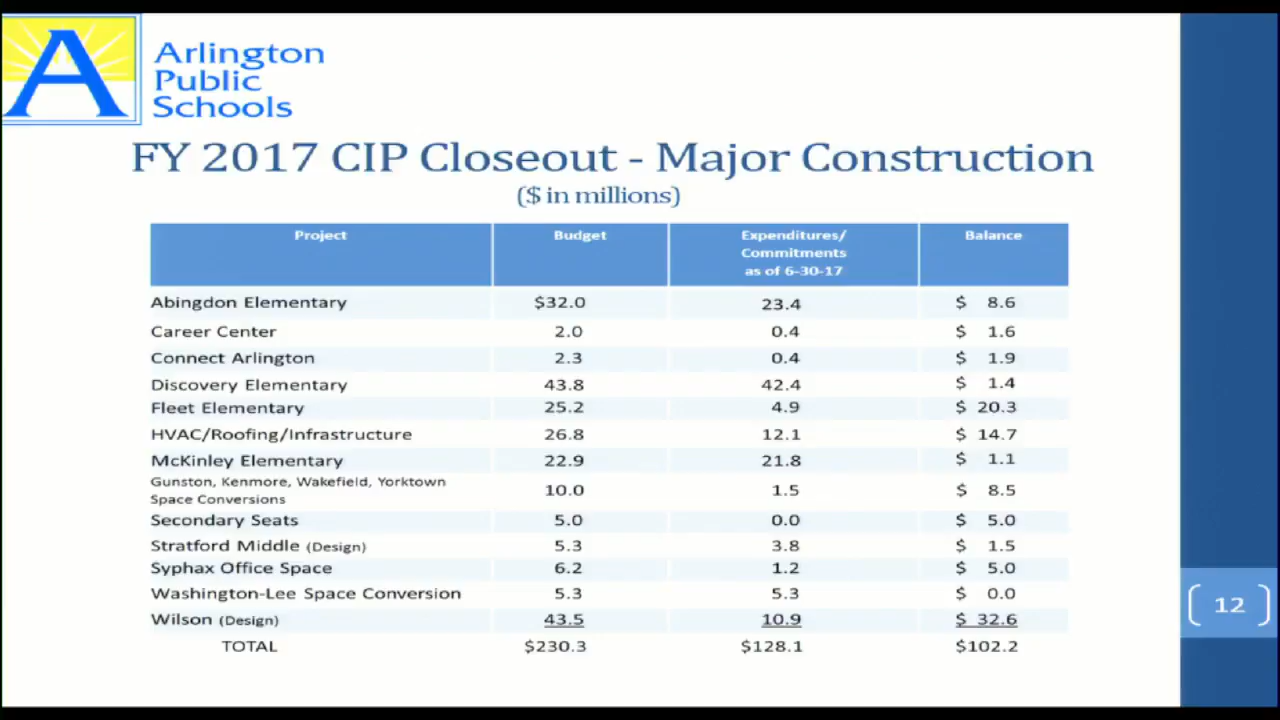 Arlington
Public
Schools
FY 2017 CIP Closeout - Major Construction
($ in millions)
Project Budget Expenditures/ Balance
Commitments
as of 6-30-17
Abingdon Elementary $32.0 23.4 $ 8.6
Career Center 2.0 0.4 $ 1.6
Connect Arlington 2.3 0.4 $ 1.9
Discovery Elementary 43.8 42.4 $ 1.4
Fleet Elementary 25.2 4.9 $ 20.3
HVAC/Roofing/Infrastructure 26.8 12.1 $ 14.7
McKinley Elementary 22.9 21.8 $ 1.1
Gunston, Kenmore, Wakefield, Yorktown
Space Conversions 10.0 1.5 $ 8.5
Secondary Seats 5.0 0.0 $ 5.0
Stratford Middle (Design) 5.3 3.8 $ 1.5
Syphax Office Space 6.2 1.2 $ 5.0
Washington-Lee Space Conversion 5.3 5.3 $ 0.0
Wilson (Design) 43.5 10.9 $ 32.6
TOTAL $230.3 $128.1 $102.2
12